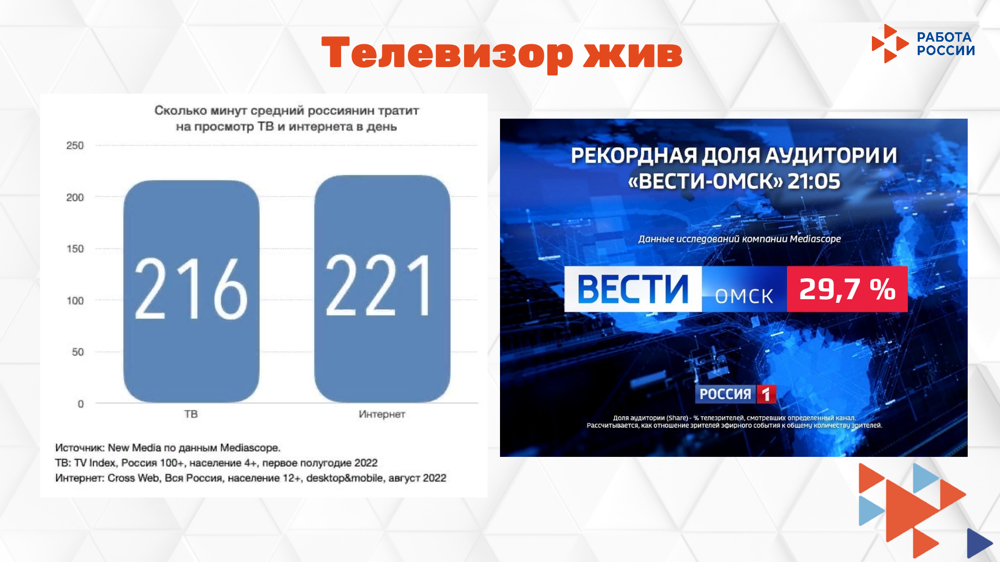 Телевизор жив
РАБОТА
РОССИИ
Сколько минут средний россиянин тратит
на просмотр ТВ и интернета в день
250
200
150
100
50
0
216
221
ТВ
Интернет
Источник: New Media по данным Mediascope.
ТВ: TV Index, Россия 100+, население 4+, первое полугодие 2022
Интернет: Cross Web, Вся Россия, население 12+, desktop&mobile, август 2022
РЕКОРДНАЯ ДОЛЯ АУДИТОРИИ
«ВЕСТИ-ОМСК» 21:05
Данные исследований компании Mediascope
ВЕСТИ ОМСК 29,7 %
РОССИЯ 1
Доля аудитории (Share) - % телезрителей, смотревших определенный канал.
Рассчитывается, как отношение зрителей эфирного события к общему количеству зрителей.